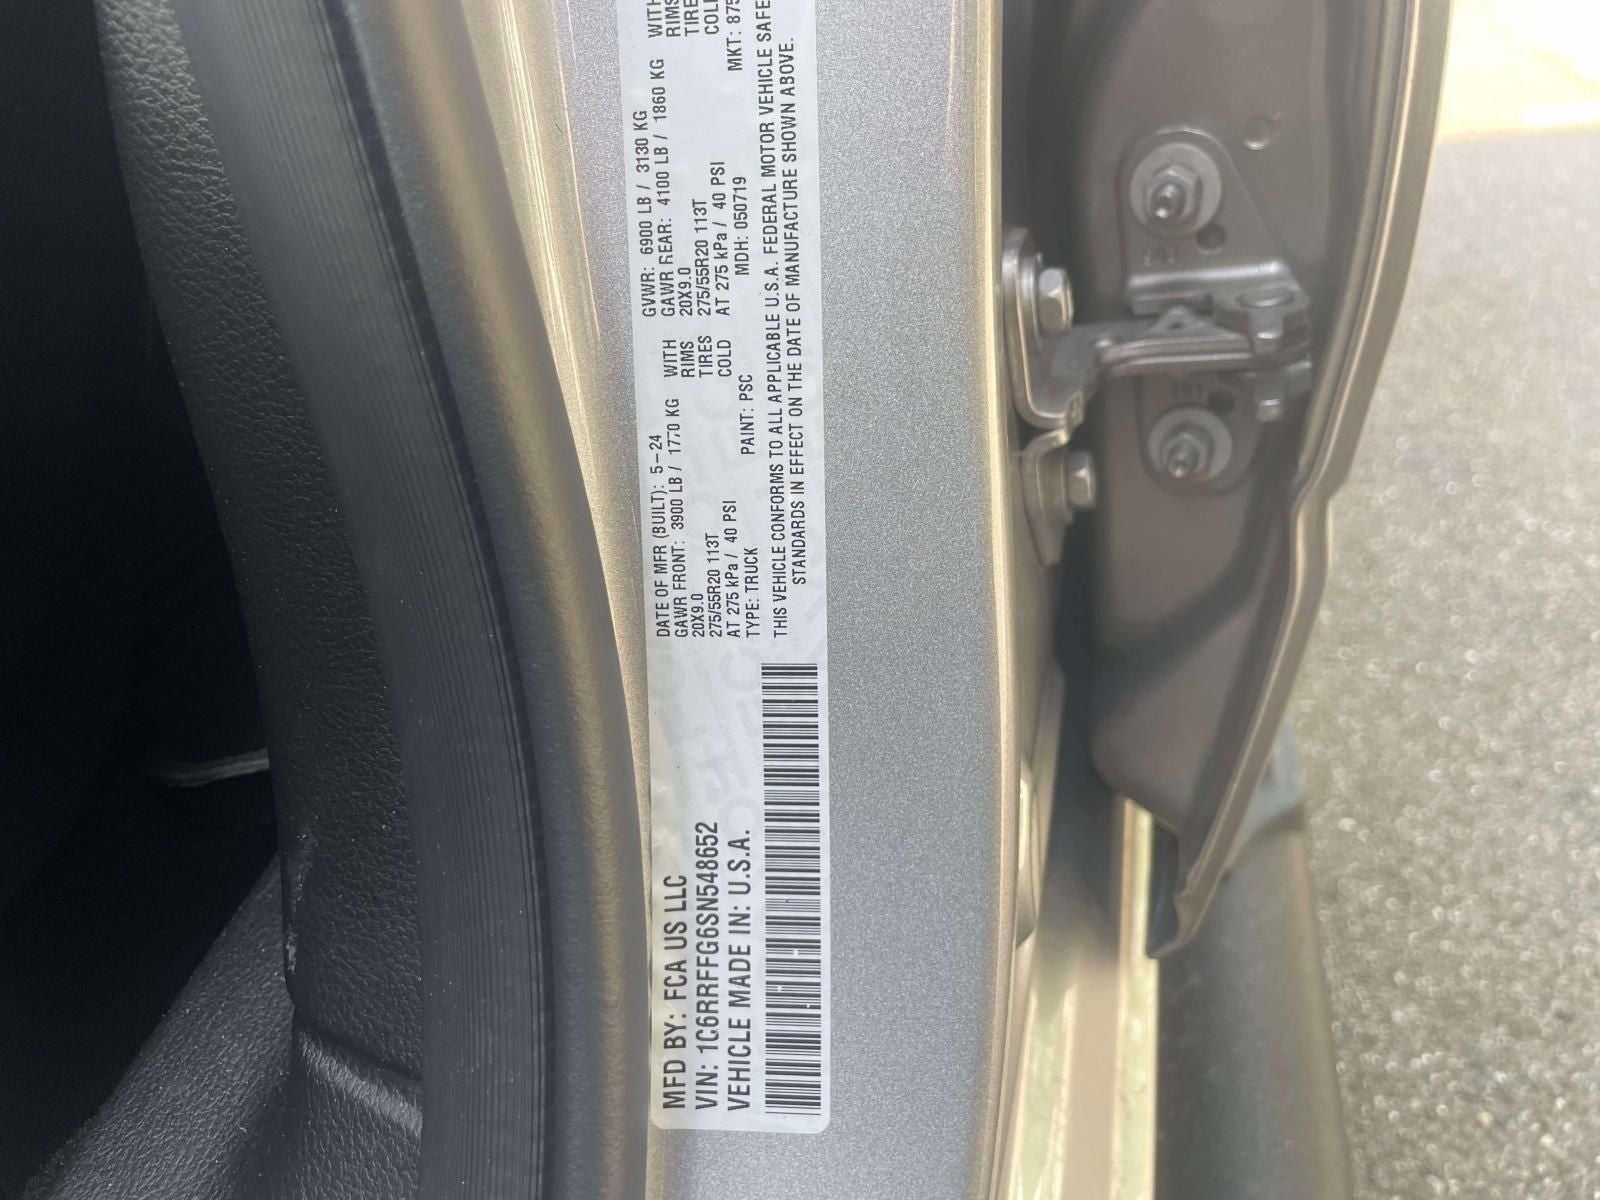 MFD BY: FCA US LLC
VIN: 1C6RRFFG6SN548652
VEHICLE MADE IN: U.S.A.
DATE OF MFR (BUILT): 5-24 GVWR: 6900 LB / 3130 KG
GAWR FRONT: 3900 LB / 1770 KG WITH GAWR REAR: 4100 LB / 1860 KG WITH
20X9.0 RIMS 20X9.0 RIMS
275/55R20 113T TIRES 275/55R20 113T TIRE
AT 275 kPa / 40 PSI COLD AT 275 kPa / 40 PSI COL
TYPE: TRUCK PAINT: PSC MDH: 050719 MKT: 875
THIS VEHICLE CONFORMS TO ALL APPLICABLE U.S.A. FEDERAL MOTOR VEHICLE SAFE
STANDARDS IN EFFECT ON THE DATE OF MANUFACTURE SHOWN ABOVE.